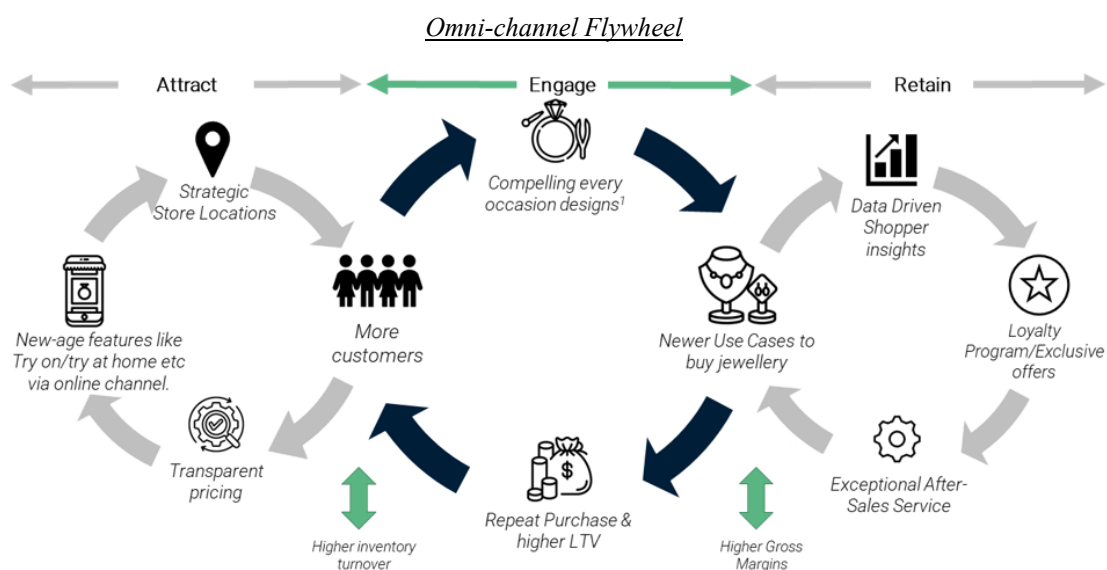 Omni-channel Flywheel
Attract
Engage
Retain
Strategic
Store Locations
Compelling every
occasion designs¹
Data Driven
Shopper
insights
New-age features like
Try on/try at home etc
via online channel.
More
customers
Newer Use Cases to
buy jewellery
Loyalty
Program/Exclusive
offers
Transparent
pricing
$
Repeat Purchase &
higher LTV
Exceptional After-
Sales Service
Higher inventory
turnover
Higher Gross
Margins